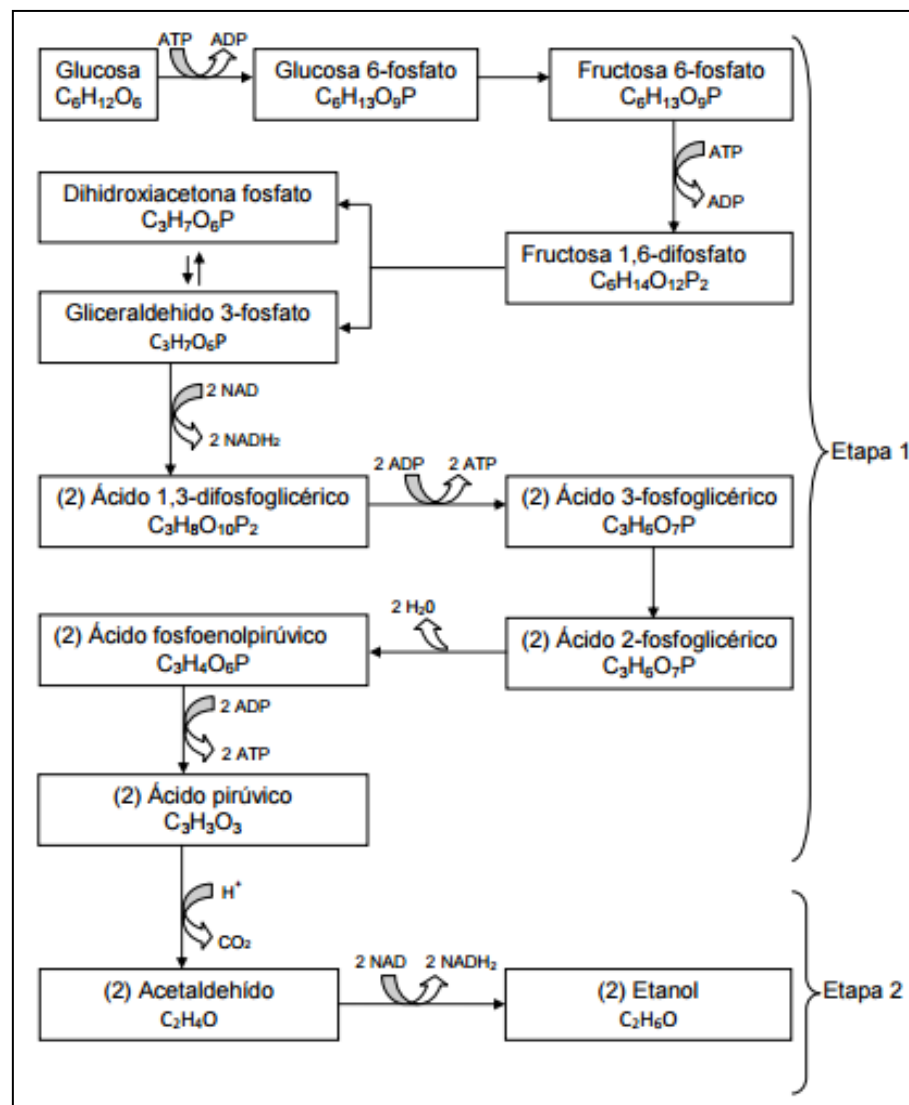 ATP ADP
Glucosa
C₆H₁₂O₆
Glucosa 6-fosfato
C₆H₁₃O₉P
Fructosa 6-fosfato
C₆H₁₃O₉P
ATP
ADP
Dihidroxiacetona fosfato
C₃H₇O₆P
Fructosa 1,6-difosfato
C₆H₁₄O₁₂P₂
Gliceraldehido 3-fosfato
C₃H₇O₆P
2 NAD
2 NADH₂
Etapa 1
(2) Ácido 1,3-difosfoglicérico
C₃H₈O₁₀P₂
2 ADP 2 ATP
(2) Ácido 3-fosfoglicérico
C₃H₆O₇P
2 H₂0
(2) Ácido fosfoenolpirúvico
C₃H₄O₆P
(2) Ácido 2-fosfoglicérico
C₃H₆O₇P
2 ADP
2 ATP
(2) Ácido pirúvico
C₃H₃O₃
H⁺
CO₂
2 NAD 2 NADH₂
(2) Acetaldehído
C₂H₄O
(2) Etanol
C₂H₆O
Etapa 2